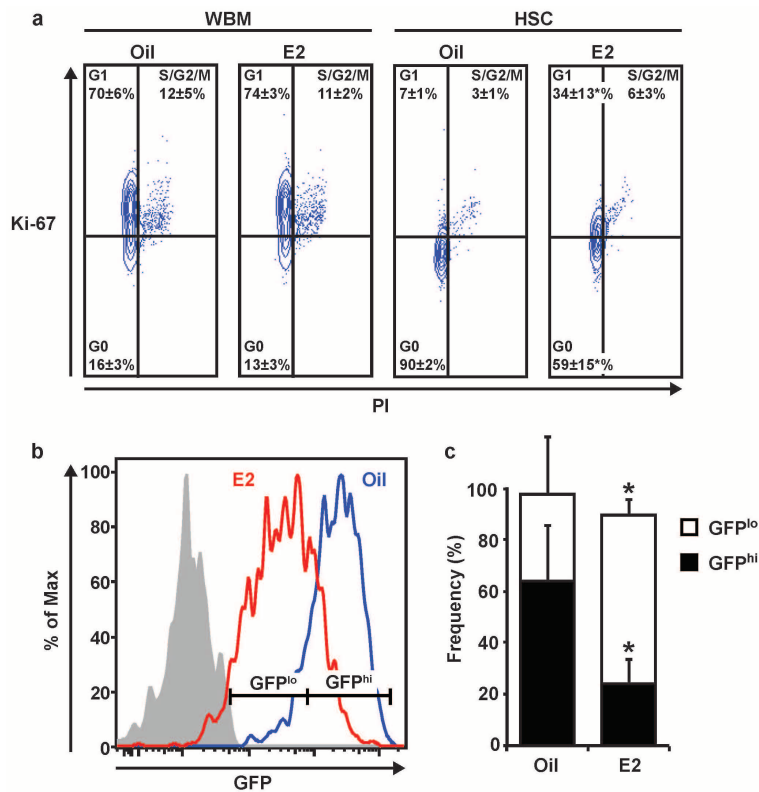 a
WBM HSC
Oil E2 Oil E2
G1 S/G2/M G1 S/G2/M G1 S/G2/M G1 S/G2/M
70±6% 12±5% 74±3% 11±2% 7±1% 3±1% 34±13*% 6±3%
Ki-67
G0 G0 G0 G0
16±3% 13±3% 90±2% 59±15*%
PI
b
% of Max
100
80
60
40
20
0
E2 Oil
GFPlo GFPhi
GFP
c
Frequency (%)
100
80
60
40
20
0
*
*
Oil E2
GFPlo
GFPhi